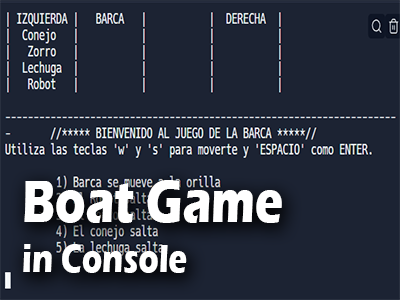 | IZQUIERDA | BARCA | | DERECHA |
| Conejo | | | |
| Zorro | | | |
| Lechuga | | | |
| Robot | | | |
-----------------------------------------------------------------
- //***** BIENVENIDO AL JUEGO DE LA BARCA *****//
Utiliza las teclas 'w' y 's' para moverte y 'ESPACIO' como ENTER.
1) Barca se mueve a la orilla
salta
4) El conejo salta
5) La lechuga salta
Boat Game
in Console